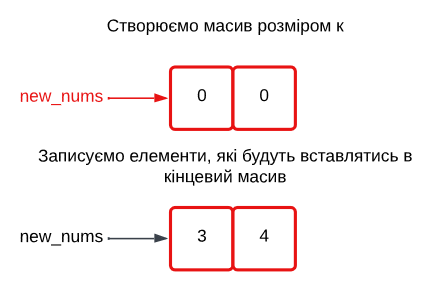 Створюємо масив розміром к
new_nums
0 0
Записуємо елементи, які будуть вставлятись в
кінцевий масив
new_nums
3 4